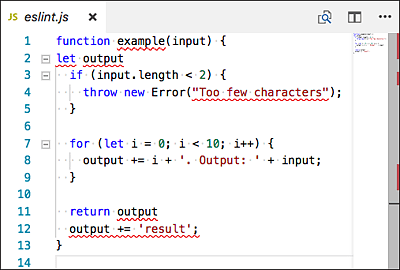 JS eslint.js ×
1 function example(input) {
2 let output
3   if (input.length < 2) {
4     throw new Error("Too few characters");
5   }
6
7   for (let i = 0; i < 10; i++) {
8     output += i + '. Output: ' + input;
9   }
10
11   return output
12   output += 'result';
13 }
14